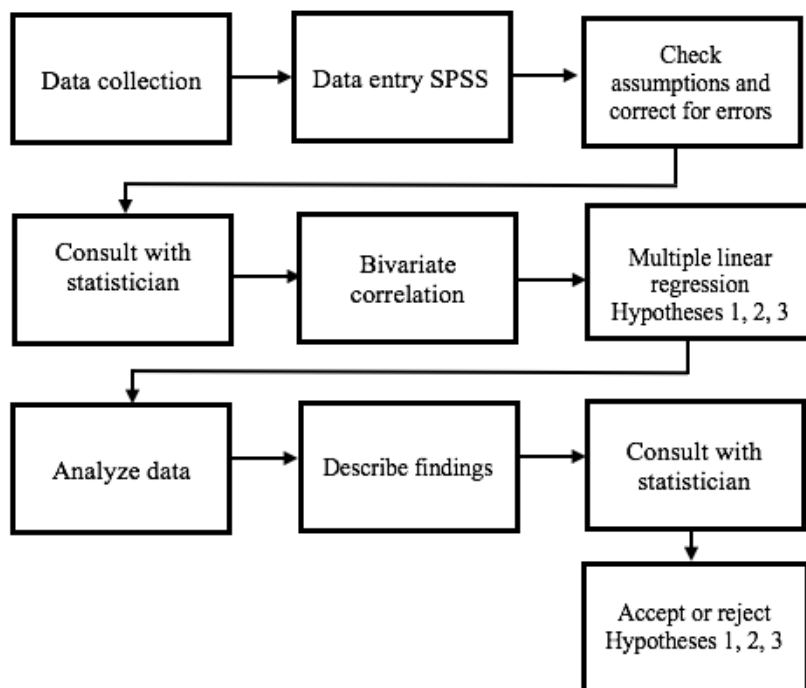 Data collection
Data entry SPSS
Check
assumptions and
correct for errors
Consult with
statistician
Bivariate
correlation
Multiple linear
regression
Hypotheses 1, 2, 3
Analyze data
Describe findings
Consult with
statistician
Accept or reject
Hypotheses 1, 2, 3